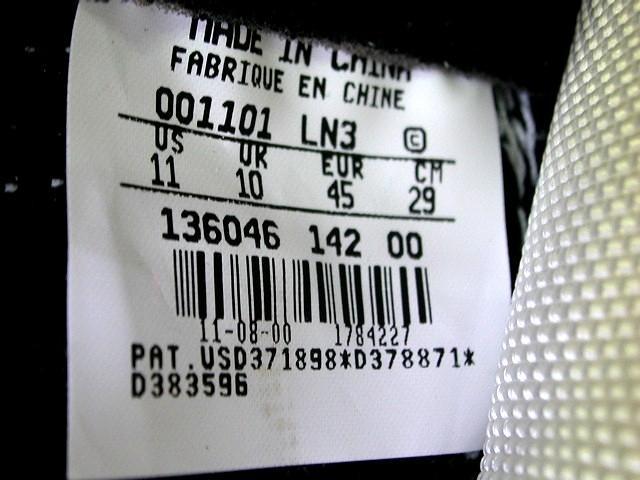 MADE IN CHINA
FABRIQUE EN CHINE
001101 LN3 ©
US UK EUR CM
11 10 45 29
136046 142 00
11-08-00 1784227
PAT.USD371898*D378871*
D383596